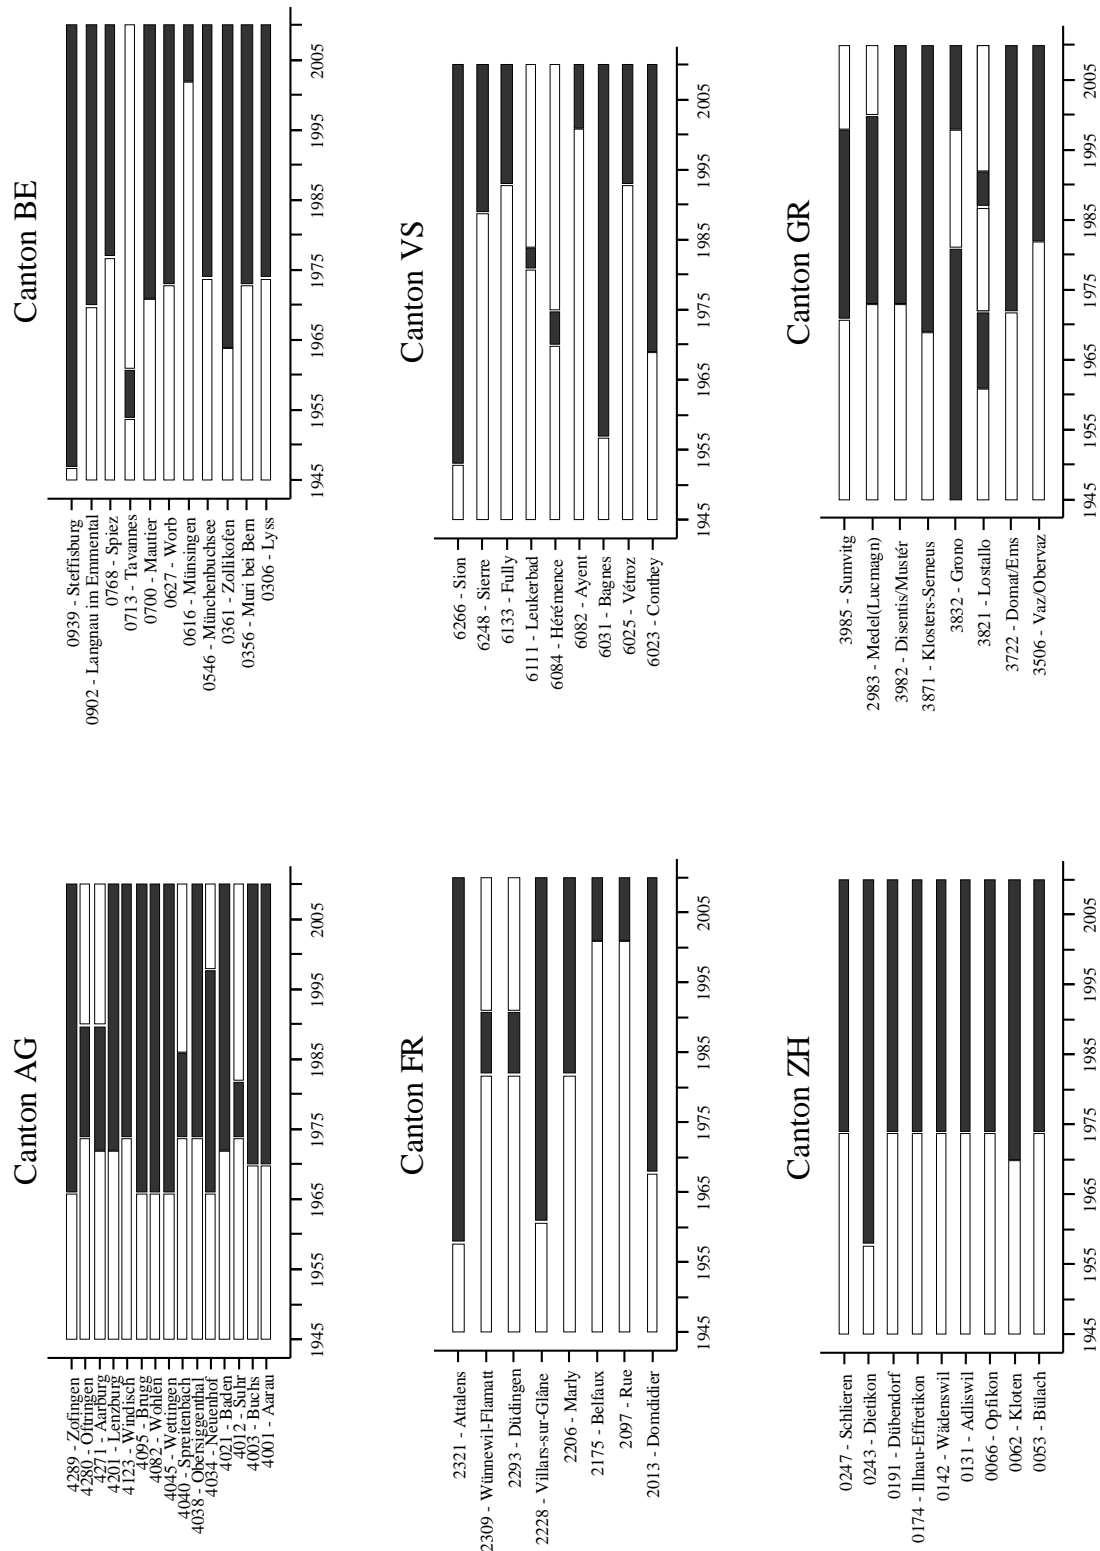 Canton AG
4289 - Zofingen
4280 - Oftringen
4271 - Aarburg
4201 - Lenzburg
4123 - Windisch
4095 - Brugg
4082 - Wohlen
4045 - Wettingen
4040 - Spreitenbach
4038 - Obersiggenthal
4034 - Neuenhof
4021 - Baden
4012 - Suhr
4003 - Buchs
4001 - Aarau
1945 1955 1965 1975 1985 1995 2005
Canton BE
0939 - Steffisburg
0902 - Langnau im Emmental
0768 - Spiez
0713 - Tavannes
0700 - Mautier
0627 - Worb
0616 - Münsingen
0546 - Münchenbuchsee
0361 - Zollikofen
0356 - Muri bei Bern
0306 - Lyss
1945 1955 1965 1975 1985 1995 2005
Canton FR
2321 - Attalens
2309 - Wünnewil-Flamatt
2293 - Düdingen
2228 - Villars-sur-Glâne
2206 - Marly
2175 - Belfaux
2097 - Rue
2013 - Domdidier
1945 1955 1965 1975 1985 1995 2005
Canton VS
6266 - Sion
6248 - Sierre
6133 - Fully
6111 - Leukerbad
6084 - Hérémence
6082 - Ayent
6031 - Bagnes
6025 - Vétroz
6023 - Conthey
1945 1955 1965 1975 1985 1995 2005
Canton ZH
0247 - Schlieren
0243 - Dietikon
0191 - Dübendorf
0174 - Illnau-Effretikon
0142 - Wädenswil
0131 - Adliswil
0066 - Opfikon
0062 - Kloten
0053 - Bülach
1945 1955 1965 1975 1985 1995 2005
Canton GR
3985 - Sumvitg
2983 - Medel(Lucmagn)
3982 - Disentis/Mustér
3871 - Klosters-Serneus
3832 - Grono
3821 - Lostallo
3722 - Domat/Ems
3506 - Vaz/Obervaz
1945 1955 1965 1975 1985 1995 2005